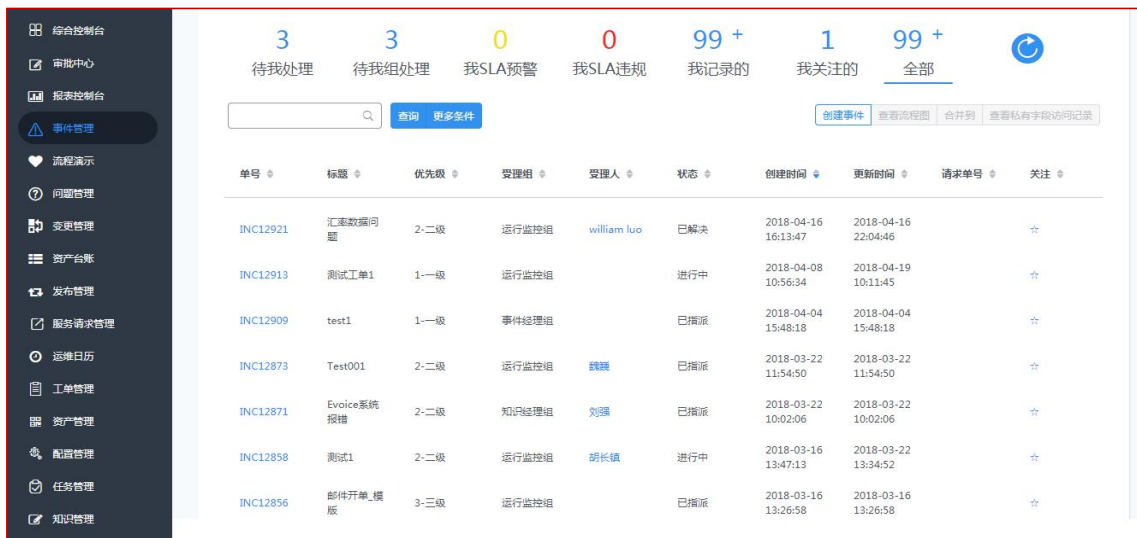 综合控制台
审批中心
报表控制台
事件管理
流程演示
问题管理
变更管理
资产台账
发布管理
服务请求管理
运维日历
工单管理
资产管理
配置管理
任务管理
知识管理
3 3 0 0 99 + 1 99 +
待我处理 待我组处理 我SLA预警 我SLA违规 我记录的 我关注的 全部
查询 更多条件 创建事件 查看流程图 合并到 查看私有字段访问记录
单号 标题 优先级 受理组 受理人 状态 创建时间 更新时间 请求单号 关注
INC12921 汇率数据问题 2-二级 运行监控组 william luo 已解决 2018-04-16 16:13:47 2018-04-16 22:04:46
INC12913 测试工单1 1-一级 运行监控组 进行中 2018-04-08 10:56:34 2018-04-19 10:11:45
INC12909 test1 1-一级 事件经理组 已指派 2018-04-04 15:48:18 2018-04-04 15:48:18
INC12873 Test001 2-二级 运行监控组 魏巍 已指派 2018-03-22 11:54:50 2018-03-22 11:54:50
INC12871 Evoice系统报错 2-二级 知识经理组 刘强 已指派 2018-03-22 10:02:06 2018-03-22 10:02:06
INC12858 测试1 2-二级 运行监控组 胡长镇 进行中 2018-03-16 13:47:13 2018-03-22 13:34:52
INC12856 邮件开单_模版 3-三级 运行监控组 已指派 2018-03-16 13:26:58 2018-03-16 13:26:58